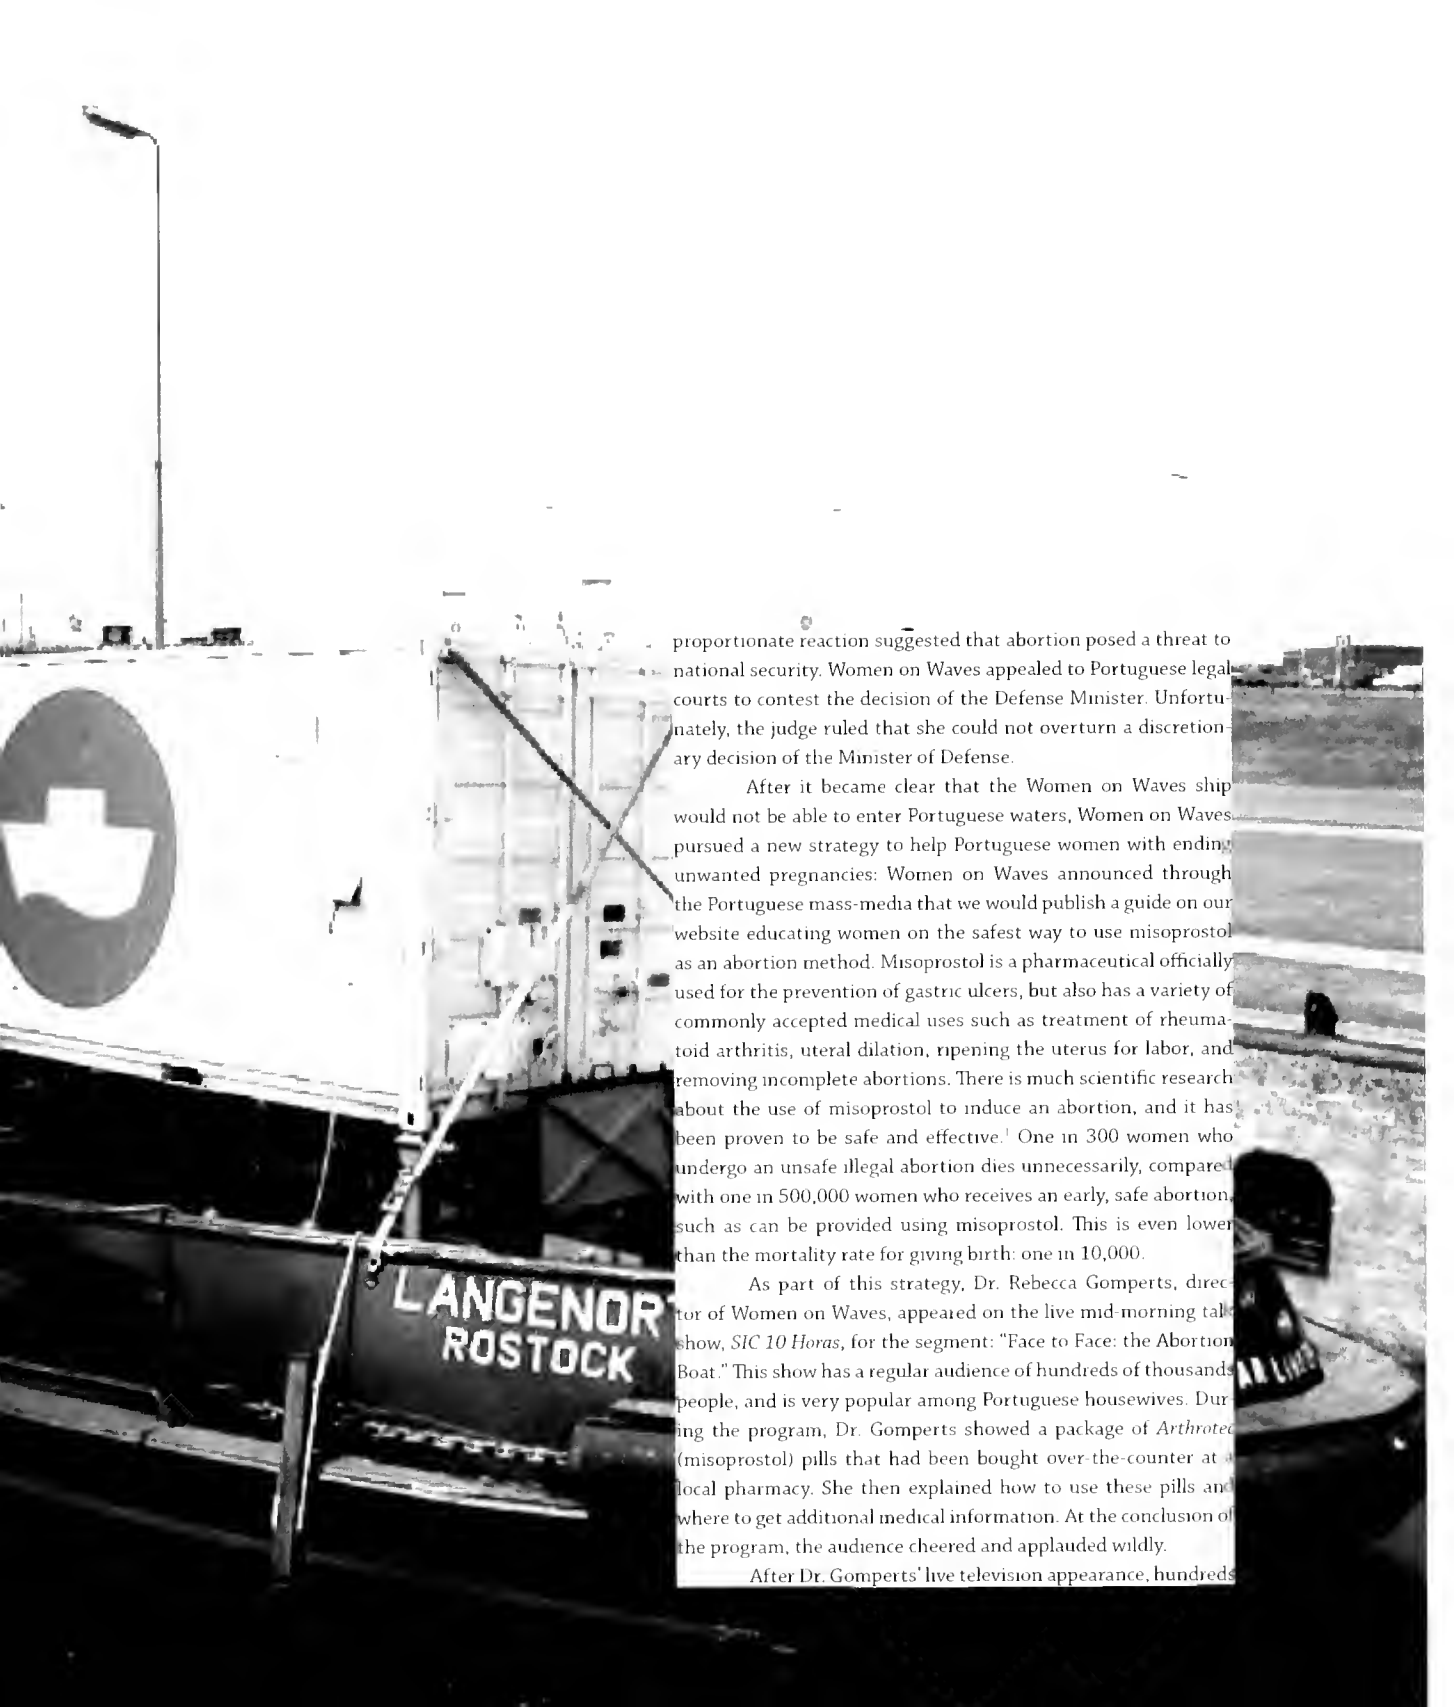 proportionate reaction suggested that abortion posed a threat to
national security. Women on Waves appealed to Portuguese legal
courts to contest the decision of the Defense Minister. Unfortu-
nately, the judge ruled that she could not overturn a discretion-
ary decision of the Minister of Defense.
After it became clear that the Women on Waves ship
would not be able to enter Portuguese waters, Women on Waves
pursued a new strategy to help Portuguese women with ending
unwanted pregnancies: Women on Waves announced through
the Portuguese mass-media that we would publish a guide on our
website educating women on the safest way to use misoprostol
as an abortion method. Misoprostol is a pharmaceutical officially
used for the prevention of gastric ulcers, but also has a variety of
commonly accepted medical uses such as treatment of rheuma-
toid arthritis, uteral dilation, ripening the uterus for labor, and
removing incomplete abortions. There is much scientific research
about the use of misoprostol to induce an abortion, and it has
been proven to be safe and effective.¹ One in 300 women who
undergo an unsafe illegal abortion dies unnecessarily, compared
with one in 500,000 women who receives an early, safe abortion,
such as can be provided using misoprostol. This is even lower
than the mortality rate for giving birth: one in 10,000.
As part of this strategy, Dr. Rebecca Gomperts, direc-
tor of Women on Waves, appeared on the live mid-morning talk
show, SIC 10 Horas, for the segment: "Face to Face: the Abortion
Boat." This show has a regular audience of hundreds of thousands
people, and is very popular among Portuguese housewives. Dur-
ing the program, Dr. Gomperts showed a package of Arthrotec
(misoprostol) pills that had been bought over-the-counter at a
local pharmacy. She then explained how to use these pills and
where to get additional medical information. At the conclusion of
the program, the audience cheered and applauded wildly.
After Dr. Gomperts' live television appearance, hundreds
LANGENOR
ROSTOCK